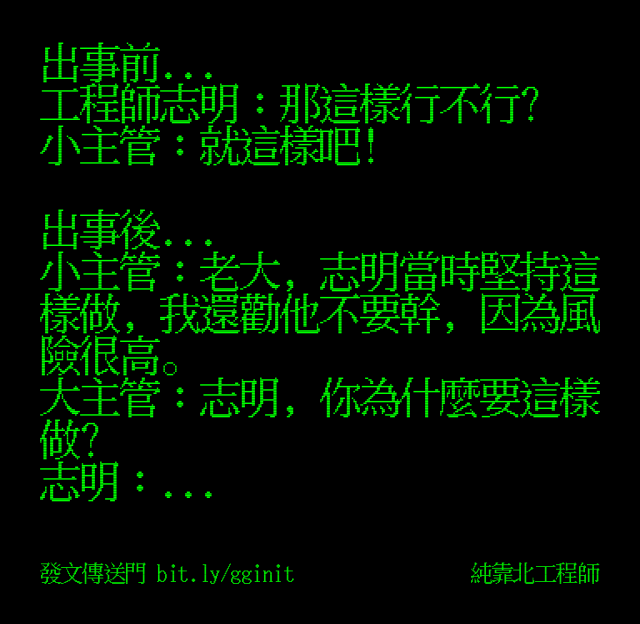 出事前...
工程師志明：那這樣行不行?
小主管：就這樣吧!
出事後...
小主管：老大, 志明當時堅持這
樣做, 我還勸他不要幹, 因為風
險很高。
大主管：志明, 你為什麼要這樣
做?
志明：...
發文傳送門 bit.ly/gginit
純靠北工程師